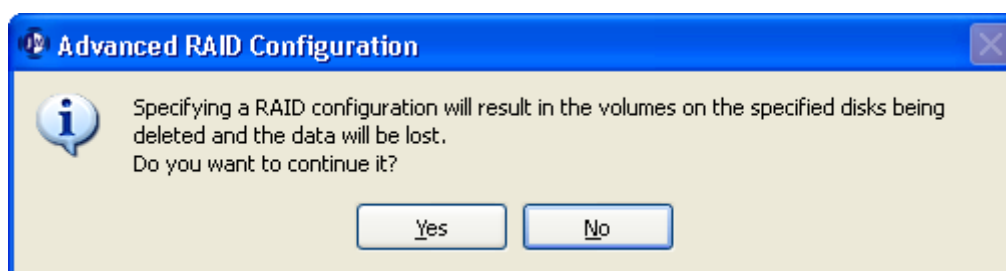 Advanced RAID Configuration
Specifying a RAID configuration will result in the volumes on the specified disks being
deleted and the data will be lost.
Do you want to continue it?
Yes No